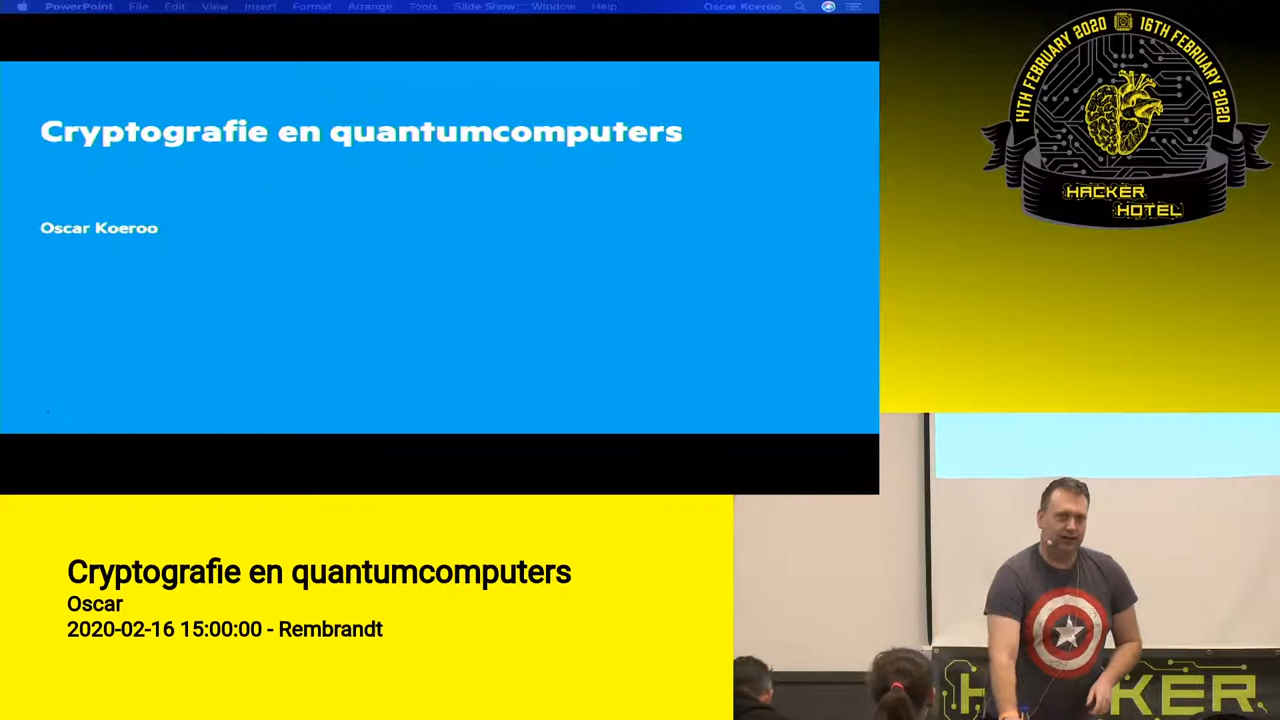 PowerPoint File Edit View Insert Format Arrange Tools Slide Show Window Help Oscar Koeroo
Cryptografie en quantumcomputers
Oscar Koeroo
14TH FEBRUARY 2020 16TH FEBRUARY 2020
HACKER
HOTEL
Cryptografie en quantumcomputers
Oscar
2020-02-16 15:00:00 - Rembrandt
H KER